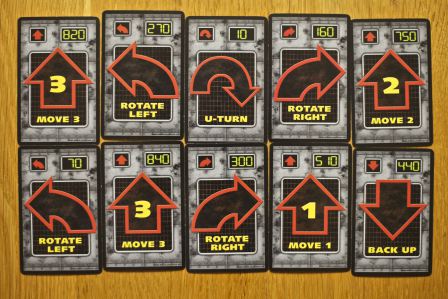 820
3
MOVE 3
270
ROTATE
LEFT
10
U-TURN
160
ROTATE
RIGHT
750
2
MOVE 2
70
ROTATE
LEFT
840
3
MOVE 3
300
ROTATE
RIGHT
510
1
MOVE 1
440
BACK UP